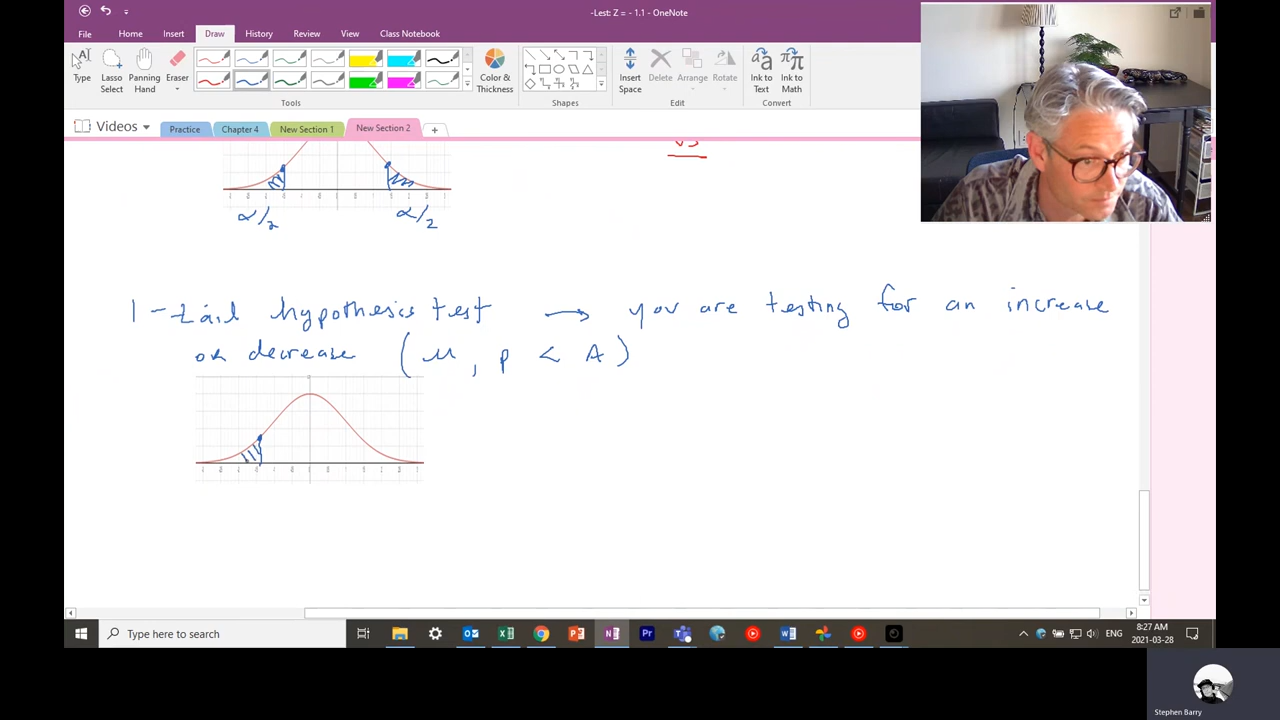 -Lest: Z = - 1.1 - OneNote
File Home Insert Draw History Review View Class Notebook
Type Lasso Select Panning Hand Eraser Color & Thickness Insert Space Delete Arrange Rotate Ink to Text Ink to Math
Tools Shapes Edit Convert
Videos Practice Chapter 4 New Section 1 New Section 2 +
α/2 α/2
1-tail hypothesis test → you are testing for an increase
or decrease (μ, p < A)
Type here to search
ENG 8:27 AM
2021-03-28
Stephen Barry